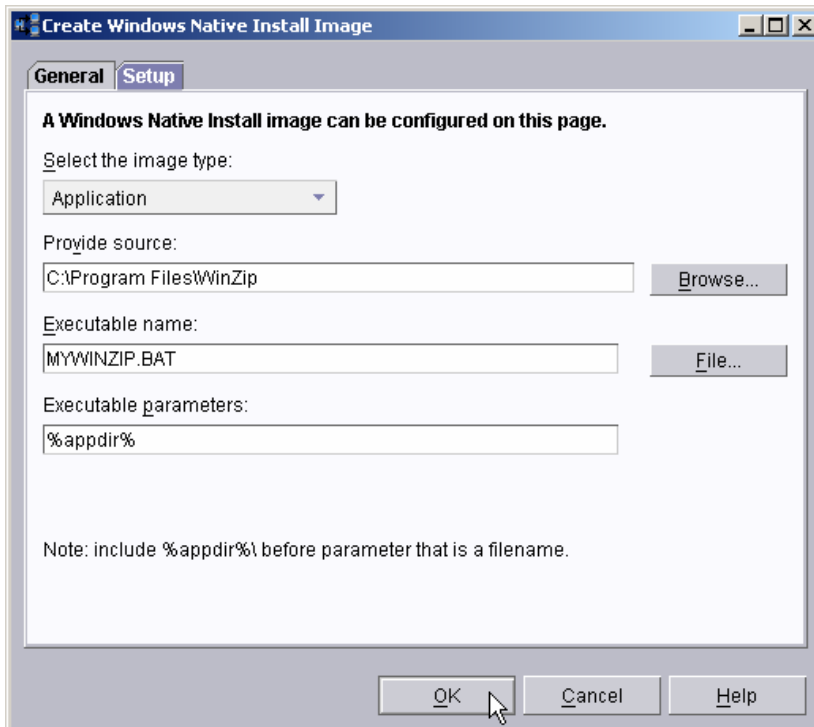 Create Windows Native Install Image
General Setup
A Windows Native Install image can be configured on this page.
Select the image type:
Application
Provide source:
C:\Program Files\WinZip
Browse...
Executable name:
MYWINZIP.BAT
File...
Executable parameters:
%appdir%
Note: include %appdir%\ before parameter that is a filename.
OK Cancel Help